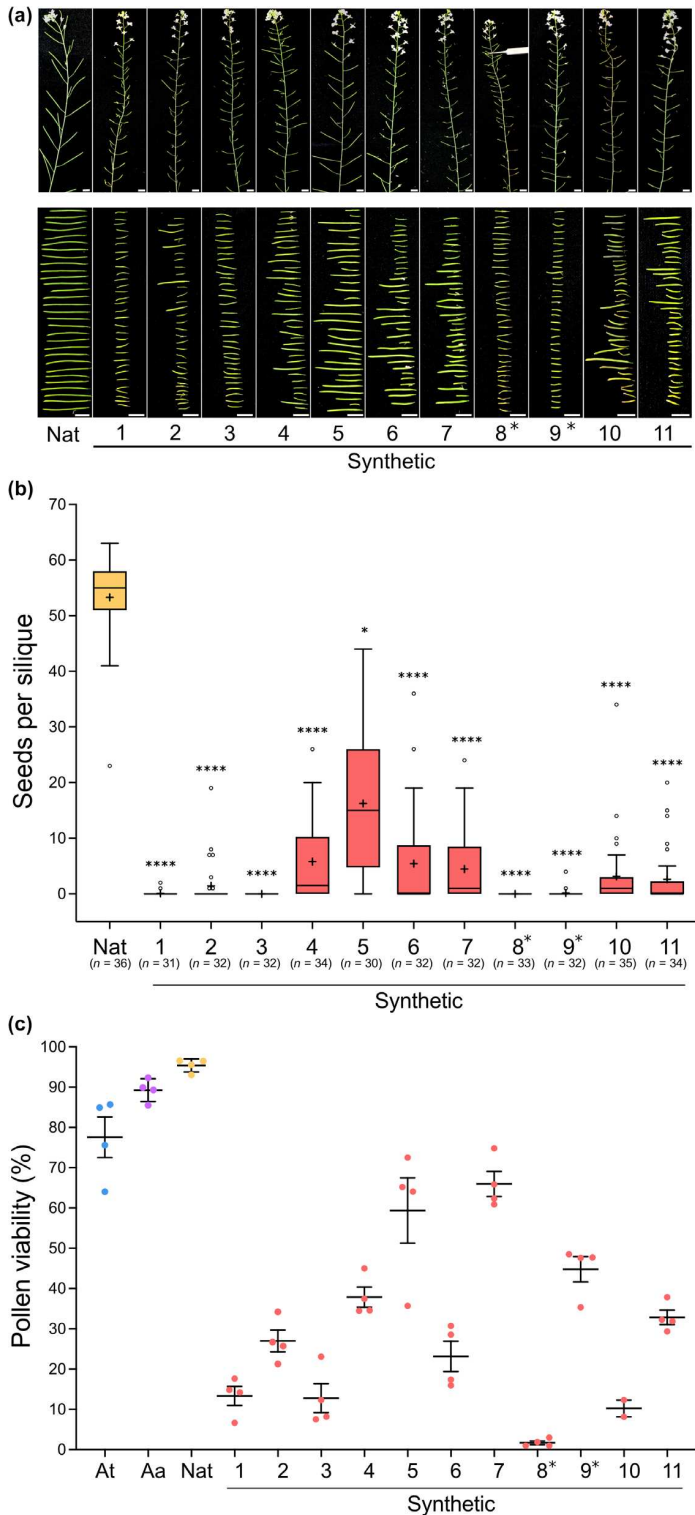 (a)
Nat 1 2 3 4 5 6 7 8* 9* 10 11
Synthetic
(b)
Seeds per silique
70
60
50
40
30
20
10
0
**** **** **** **** * **** **** **** **** **** ****
Nat 1 2 3 4 5 6 7 8* 9* 10 11
(n = 36) (n = 31) (n = 32) (n = 32) (n = 34) (n = 30) (n = 32) (n = 32) (n = 33) (n = 32) (n = 35) (n = 34)
Synthetic
(c)
Pollen viability (%)
100
90
80
70
60
50
40
30
20
10
0
At Aa Nat 1 2 3 4 5 6 7 8* 9* 10 11
Synthetic